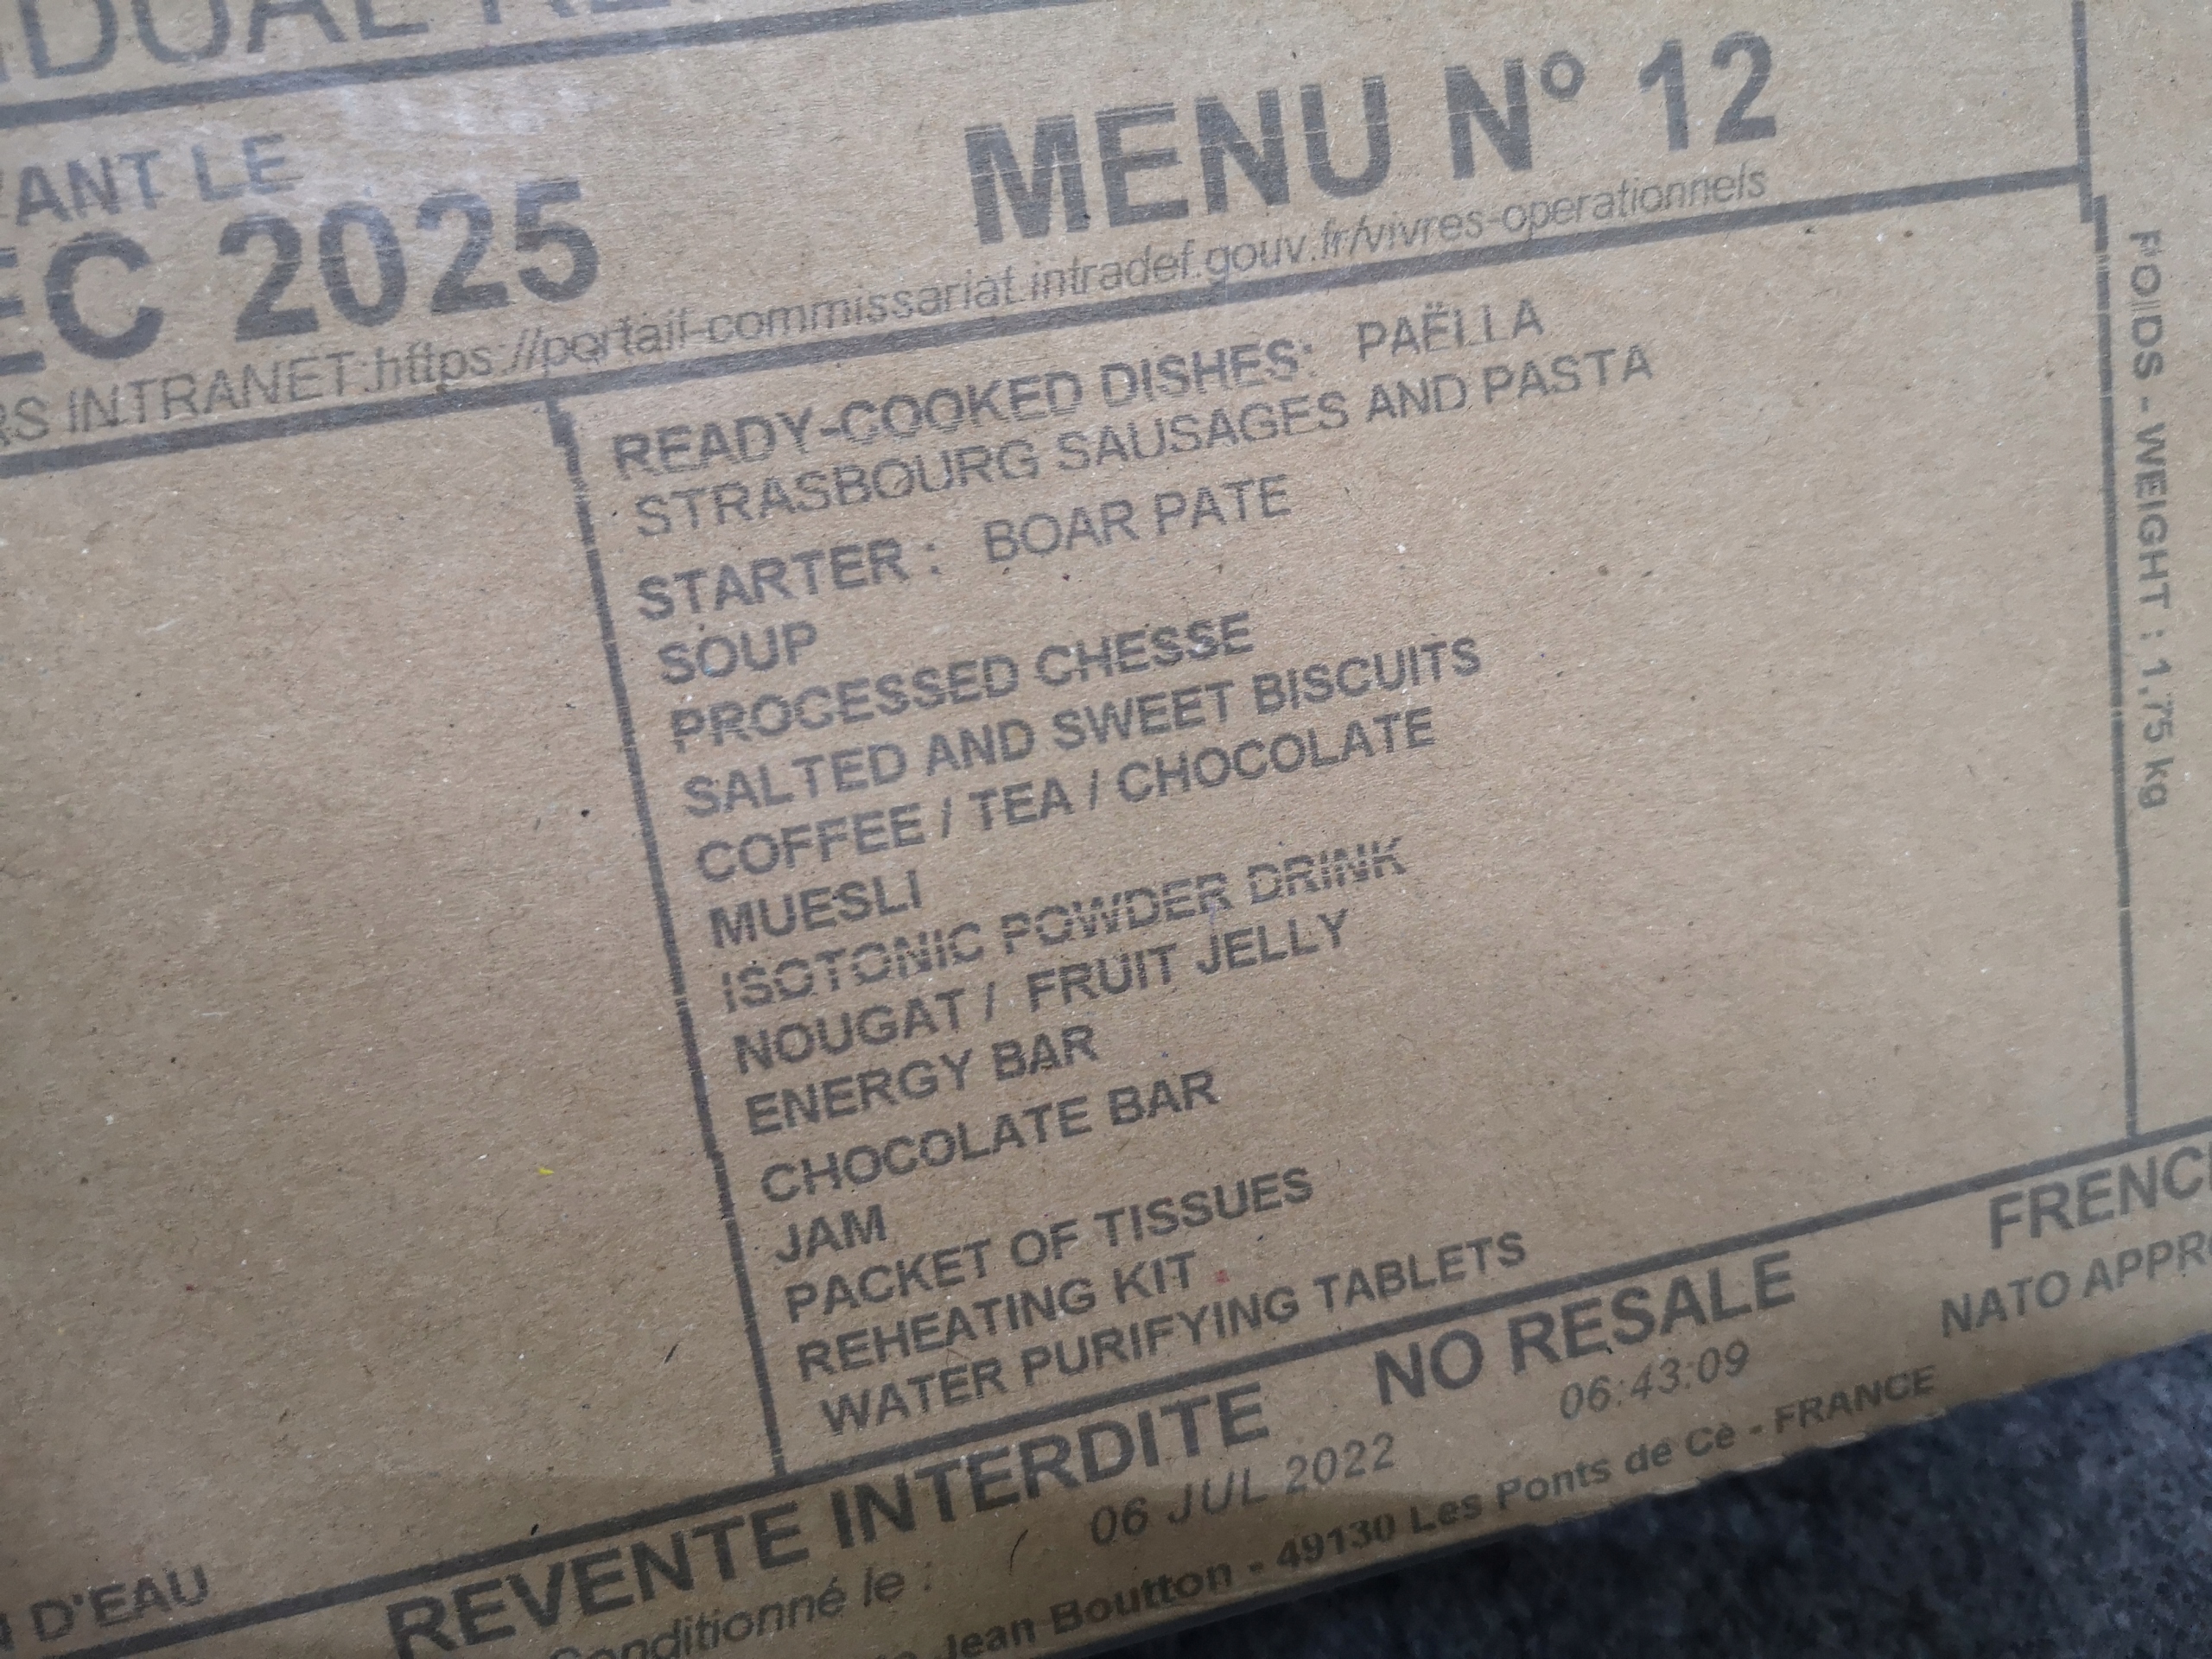 MENU Nº 12
ANT LE
EC 2025
RS INTRANET:https://portail-commissariat.intradef.gouv.fr/vivres-operationnels
READY-COOKED DISHES: PAËLLA
STRASBOURG SAUSAGES AND PASTA
STARTER : BOAR PATE
SOUP
PROCESSED CHESSE
SALTED AND SWEET BISCUITS
COFFEE / TEA / CHOCOLATE
MUESLI
ISOTONIC POWDER DRINK
NOUGAT / FRUIT JELLY
ENERGY BAR
CHOCOLATE BAR
JAM
PACKET OF TISSUES
REHEATING KIT
WATER PURIFYING TABLETS
POIDS - WEIGHT : 1,75 kg
D'EAU
REVENTE INTERDITE NO RESALE
FRENC
Conditionné le : 06 JUL 2022 06:43:09
NATO APPR
Jean Boutton - 49130 Les Ponts de Cè - FRANCE